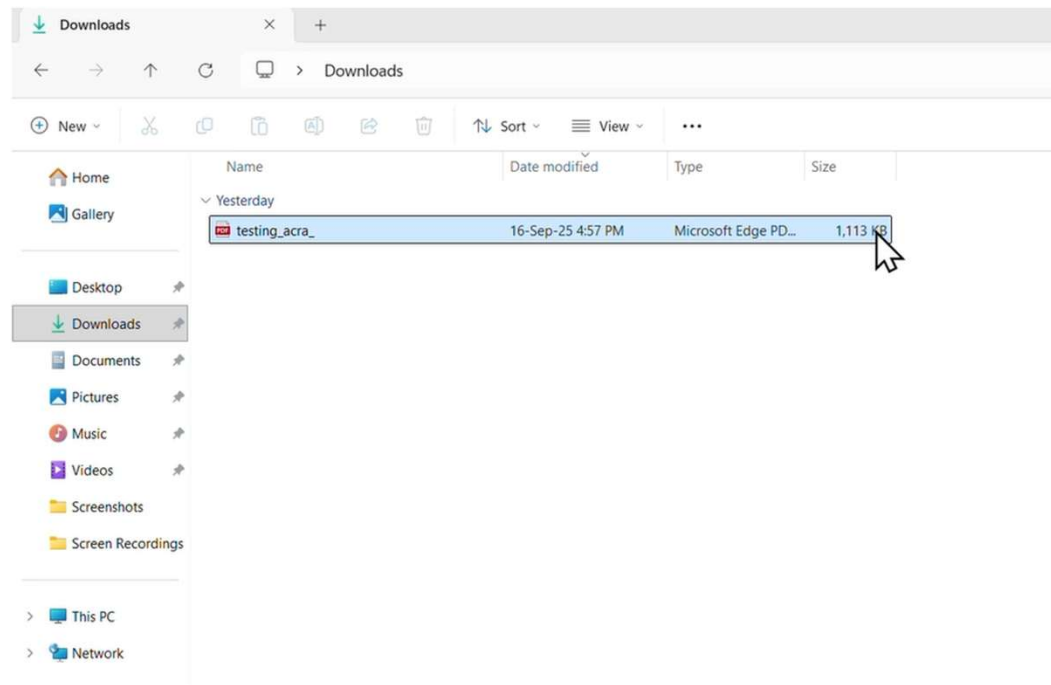 Downloads
Downloads
New
Sort
View
Name Date modified Type Size
Home
Gallery
Yesterday
PDF testing_acra_ 16-Sep-25 4:57 PM Microsoft Edge PD... 1,113 KB
Desktop
Downloads
Documents
Pictures
Music
Videos
Screenshots
Screen Recordings
This PC
Network